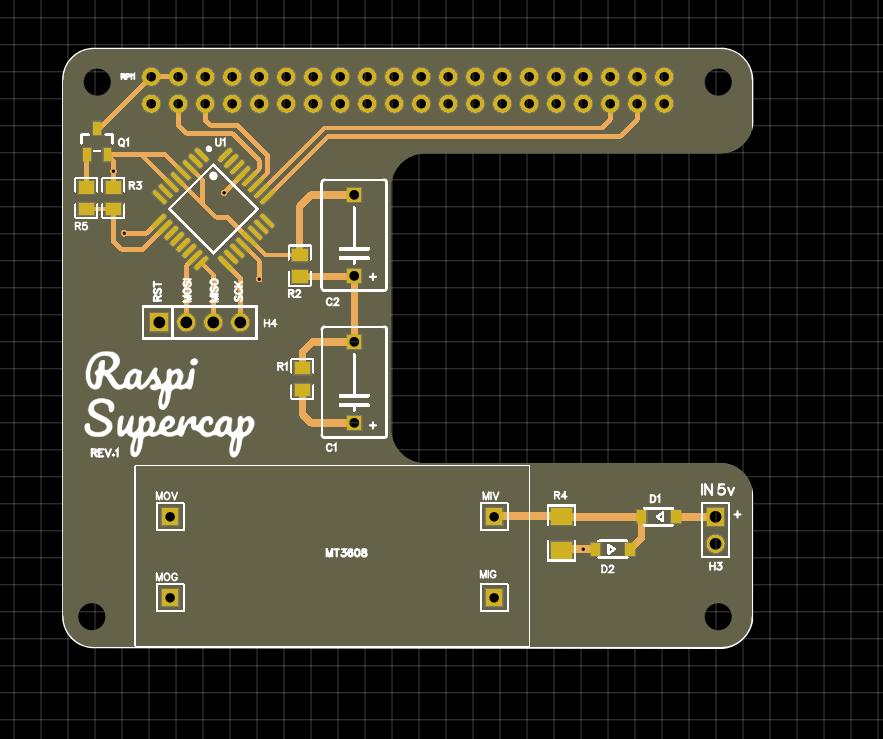 RPI1
Q1
U1
R3
R5
RST
MOSI
MISO
SCK
H4
R2
C2
+
R1
C1
+
Raspi
Supercap
REV.1
MOV
MIV
R4
D1
IN 5v
+
MT3608
D2
H3
MOG
MIG